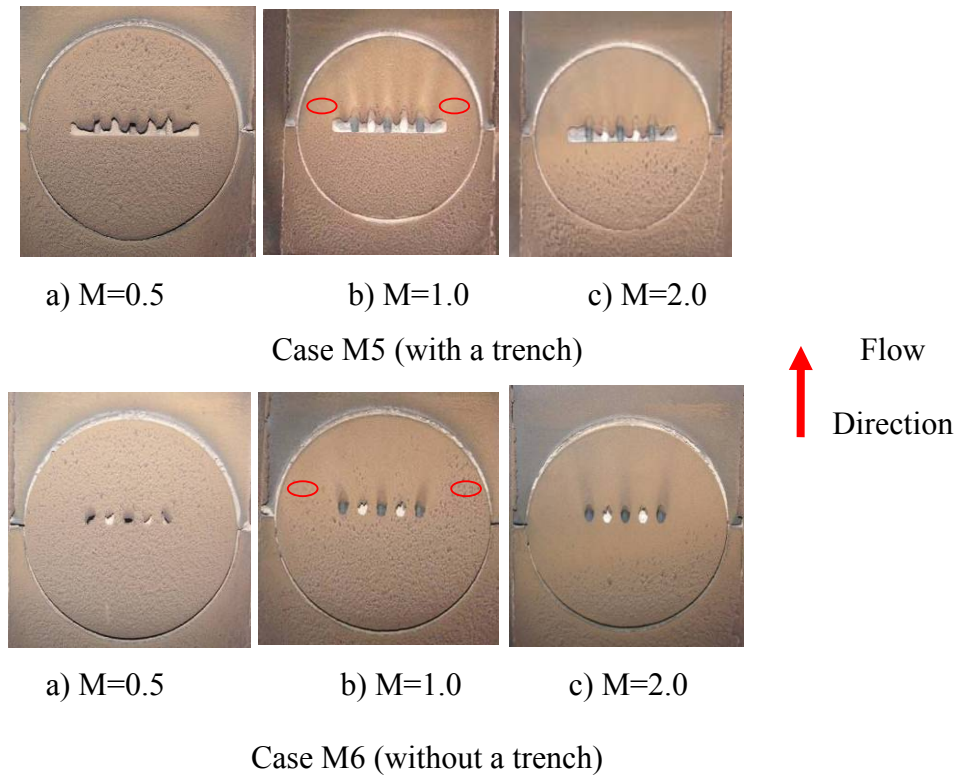 a) M=0.5
b) M=1.0
c) M=2.0
Case M5 (with a trench)
Flow
Direction
a) M=0.5
b) M=1.0
c) M=2.0
Case M6 (without a trench)